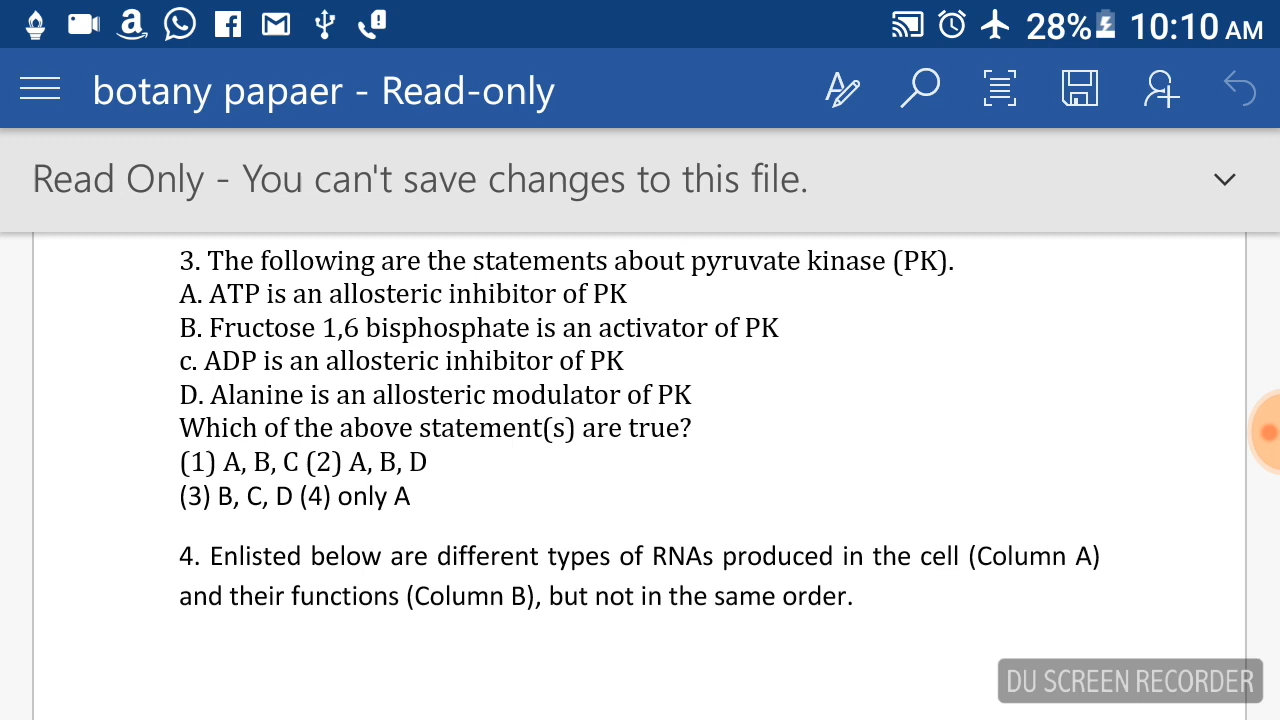 28% 10:10 AM
botany papaer - Read-only
Read Only - You can't save changes to this file.
3. The following are the statements about pyruvate kinase (PK).
A. ATP is an allosteric inhibitor of PK
B. Fructose 1,6 bisphosphate is an activator of PK
c. ADP is an allosteric inhibitor of PK
D. Alanine is an allosteric modulator of PK
Which of the above statement(s) are true?
(1) A, B, C (2) A, B, D
(3) B, C, D (4) only A
4. Enlisted below are different types of RNAs produced in the cell (Column A)
and their functions (Column B), but not in the same order.
DU SCREEN RECORDER